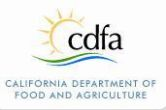 cdfa
CALIFORNIA DEPARTMENT OF
FOOD AND AGRICULTURE